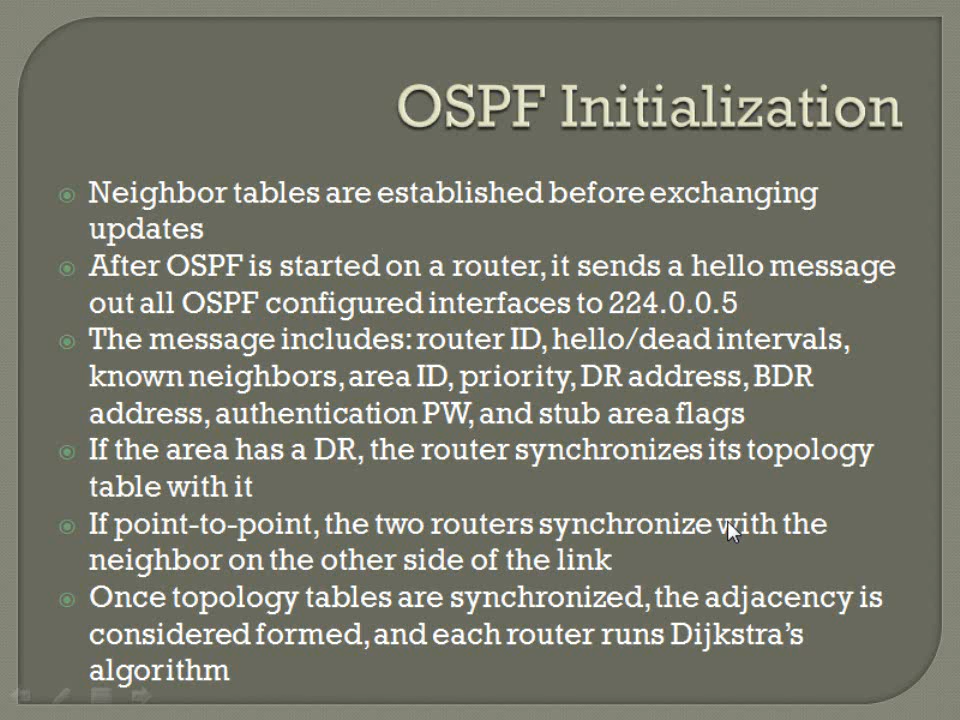 OSPF Initialization
Neighbor tables are established before exchanging
updates
After OSPF is started on a router, it sends a hello message
out all OSPF configured interfaces to 224.0.0.5
The message includes: router ID, hello/dead intervals,
known neighbors, area ID, priority, DR address, BDR
address, authentication PW, and stub area flags
If the area has a DR, the router synchronizes its topology
table with it
If point-to-point, the two routers synchronize with the
neighbor on the other side of the link
Once topology tables are synchronized, the adjacency is
considered formed, and each router runs Dijkstra's
algorithm